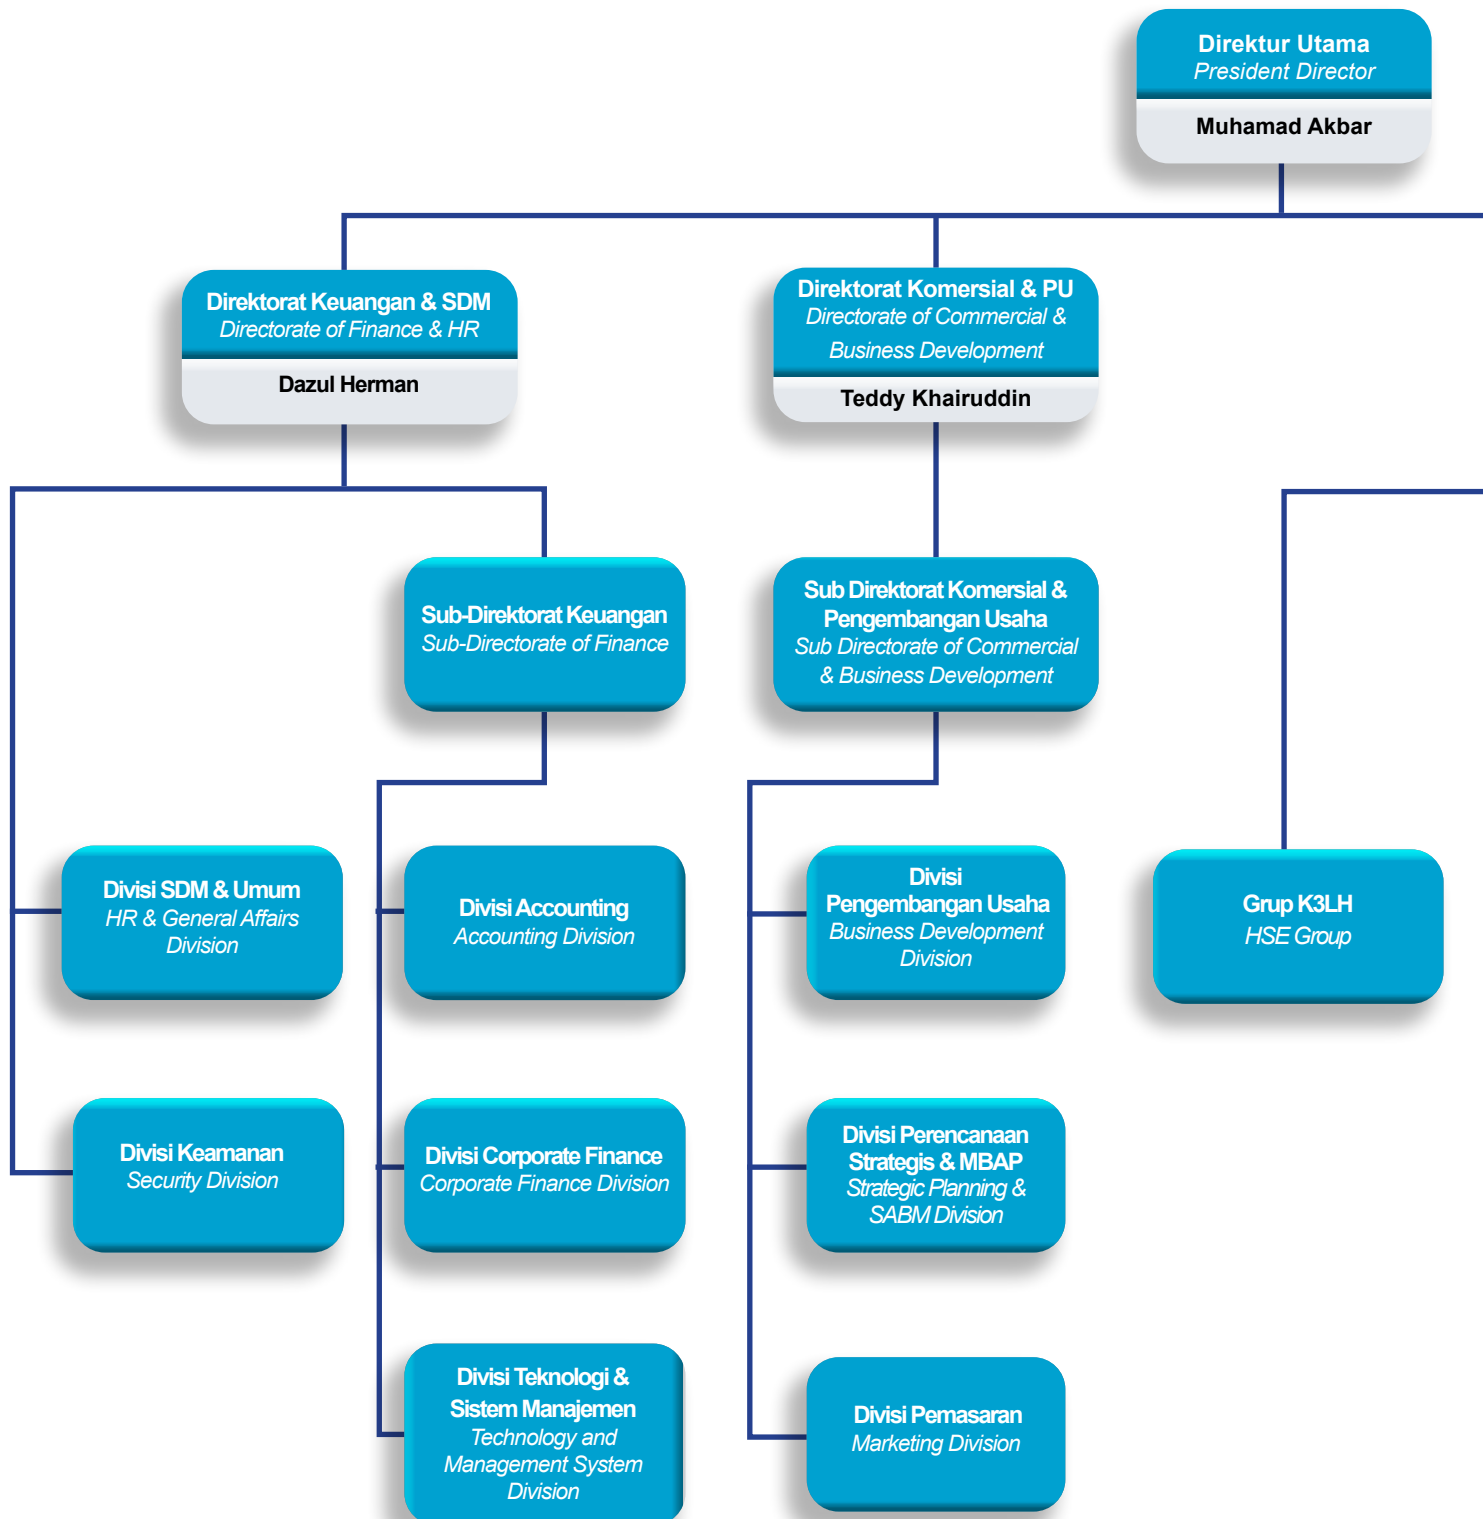 Direktur Utama
President Director
Muhamad Akbar
Direktorat Keuangan & SDM
Directorate of Finance & HR
Dazul Herman
Direktorat Komersial & PU
Directorate of Commercial &
Business Development
Teddy Khairuddin
Sub-Direktorat Keuangan
Sub-Directorate of Finance
Sub Direktorat Komersial &
Pengembangan Usaha
Sub Directorate of Commercial
& Business Development
Divisi SDM & Umum
HR & General Affairs
Division
Divisi Accounting
Accounting Division
Divisi
Pengembangan Usaha
Business Development
Division
Grup K3LH
HSE Group
Divisi Keamanan
Security Division
Divisi Corporate Finance
Corporate Finance Division
Divisi Perencanaan
Strategis & MBAP
Strategic Planning &
SABM Division
Divisi Teknologi &
Sistem Manajemen
Technology and
Management System
Division
Divisi Pemasaran
Marketing Division